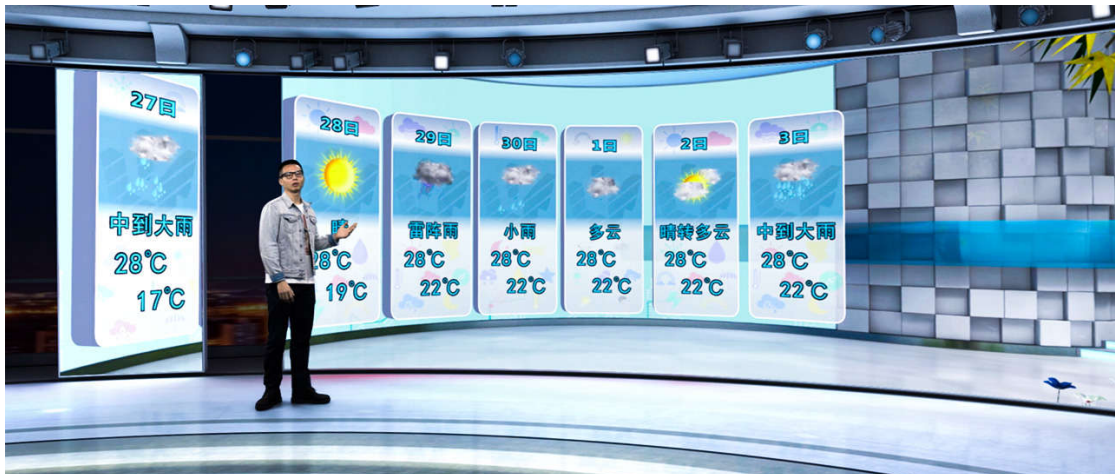 27日
中到大雨
28℃
17℃
28日
晴
28℃
19℃
29日
雷阵雨
28℃
22℃
30日
小雨
28℃
22℃
1日
多云
28℃
22℃
2日
晴转多云
28℃
22℃
3日
中到大雨
28℃
22℃